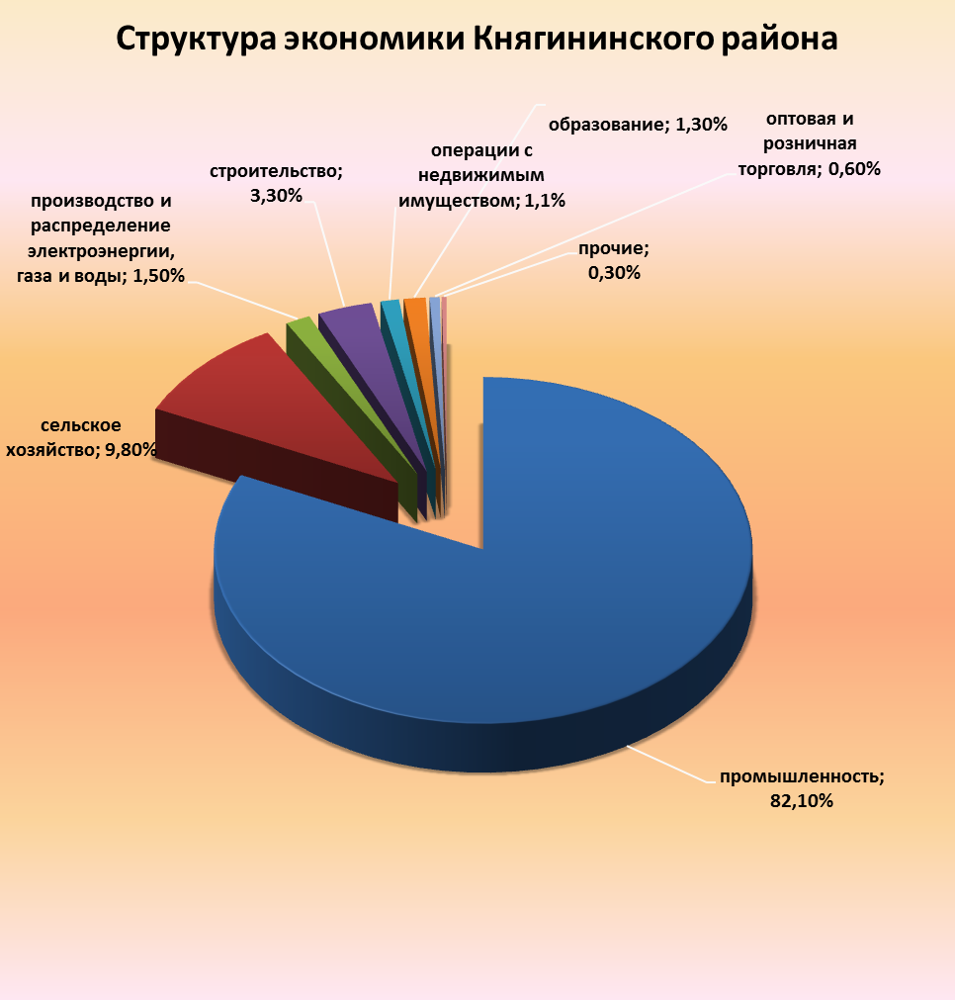 Структура экономики Княгининского района
образование; 1,30%
оптовая и
розничная
торговля; 0,60%
операции с
недвижимым
имуществом; 1,1%
строительство;
3,30%
производство и
распределение
электроэнергии,
газа и воды; 1,50%
прочие;
0,30%
сельское
хозяйство; 9,80%
промышленность;
82,10%